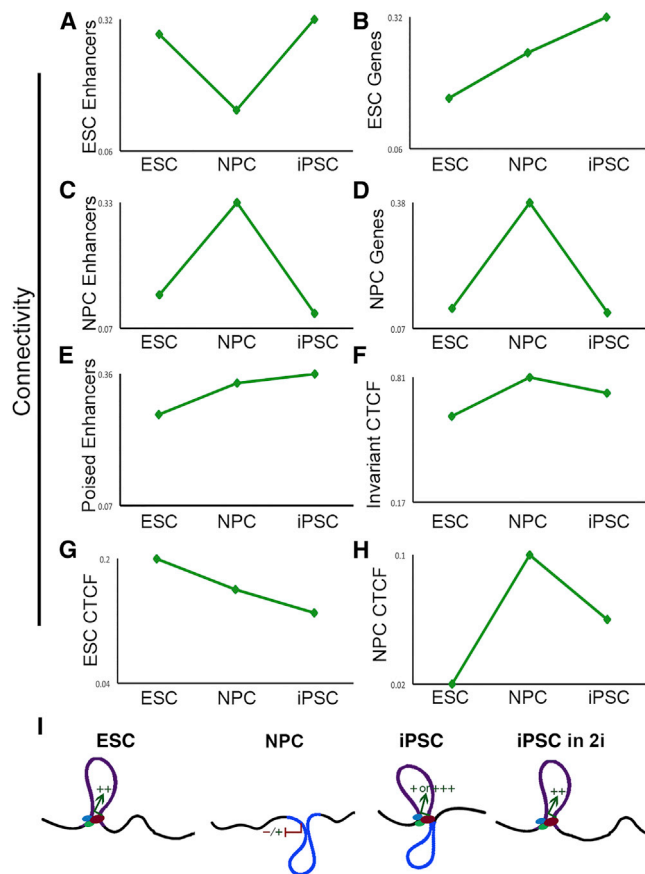 Connectivity
A
ESC Enhancers
0.32
0.06
ESC NPC iPSC
B
ESC Genes
0.32
0.06
ESC NPC iPSC
C
NPC Enhancers
0.33
0.07
ESC NPC iPSC
D
NPC Genes
0.38
0.07
ESC NPC iPSC
E
Poised Enhancers
0.36
0.07
ESC NPC iPSC
F
Invariant CTCF
0.81
0.17
ESC NPC iPSC
G
ESC CTCF
0.2
0.04
ESC NPC iPSC
H
NPC CTCF
0.1
0.02
ESC NPC iPSC
I
ESC NPC iPSC iPSC in 2i
++
-/+
+ or +++
++